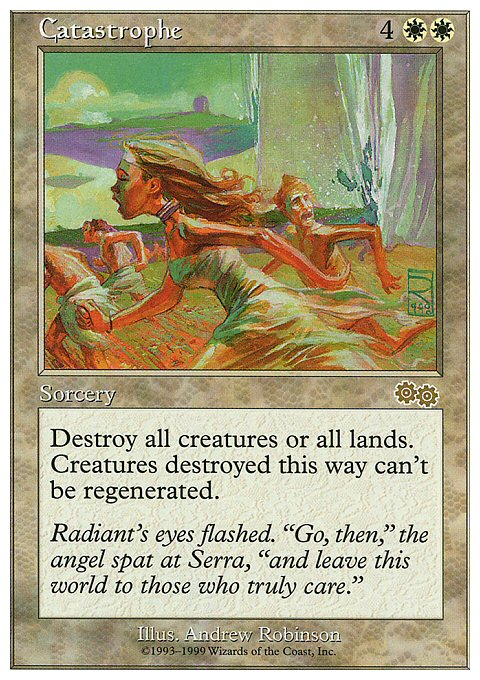 Catastrophe 4
Sorcery
Destroy all creatures or all lands.
Creatures destroyed this way can't
be regenerated.
Radiant's eyes flashed. “Go, then,” the
angel spat at Serra, “and leave this
world to those who truly care.”
Illus. Andrew Robinson
©1993–1999 Wizards of the Coast, Inc.